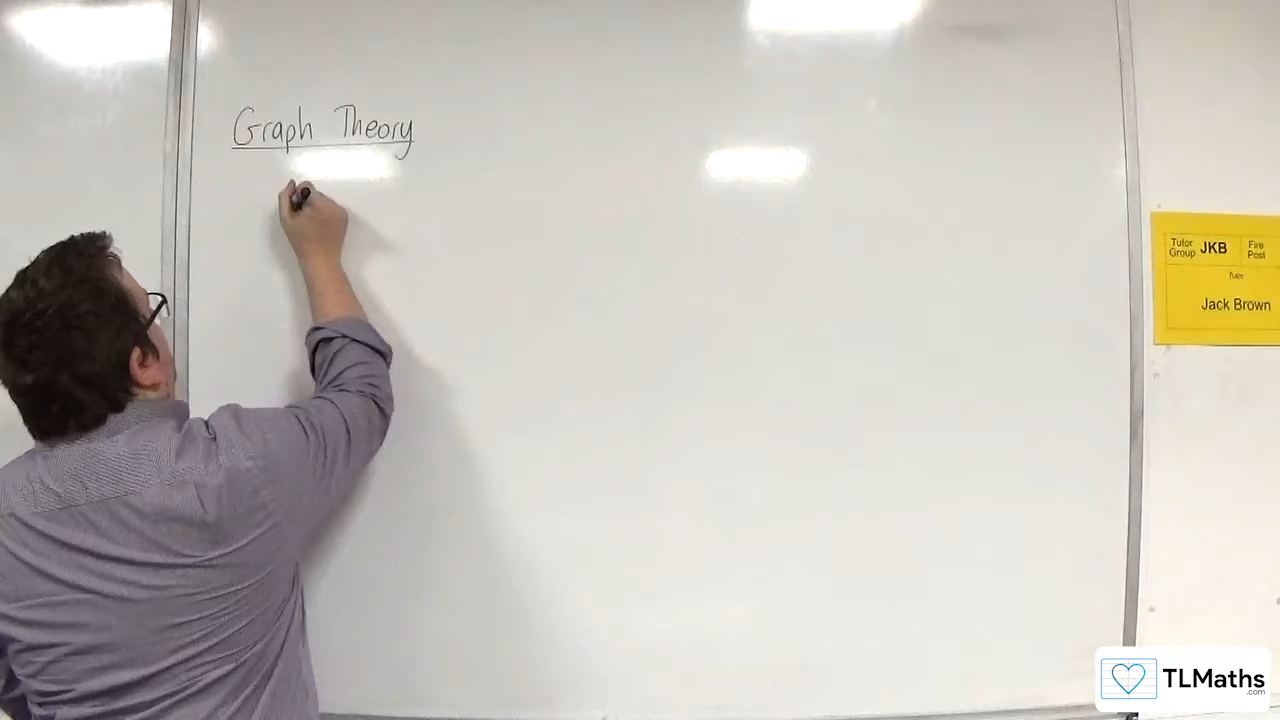 Graph Theory
Tutor Group JKB Fire Post
Tutor
Jack Brown
TLMaths
.com